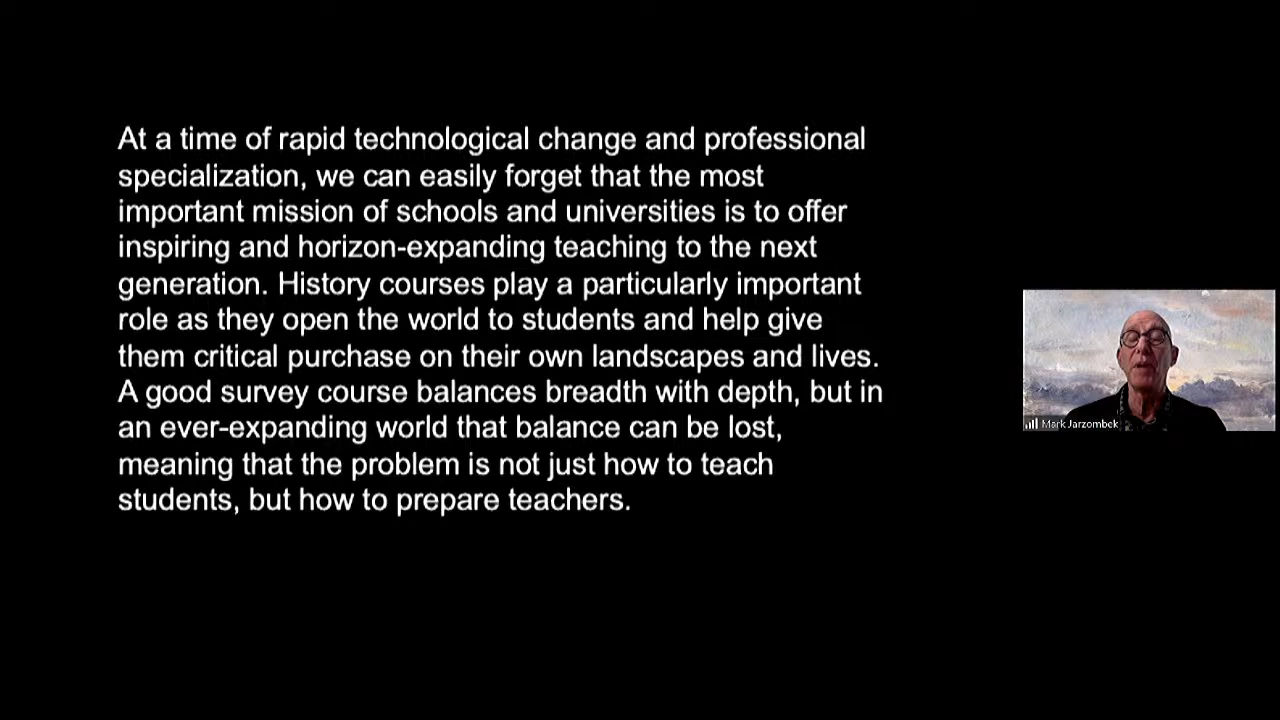 At a time of rapid technological change and professional
specialization, we can easily forget that the most
important mission of schools and universities is to offer
inspiring and horizon-expanding teaching to the next
generation. History courses play a particularly important
role as they open the world to students and help give
them critical purchase on their own landscapes and lives.
A good survey course balances breadth with depth, but in
an ever-expanding world that balance can be lost,
meaning that the problem is not just how to teach
students, but how to prepare teachers.
Mark Jarzombek